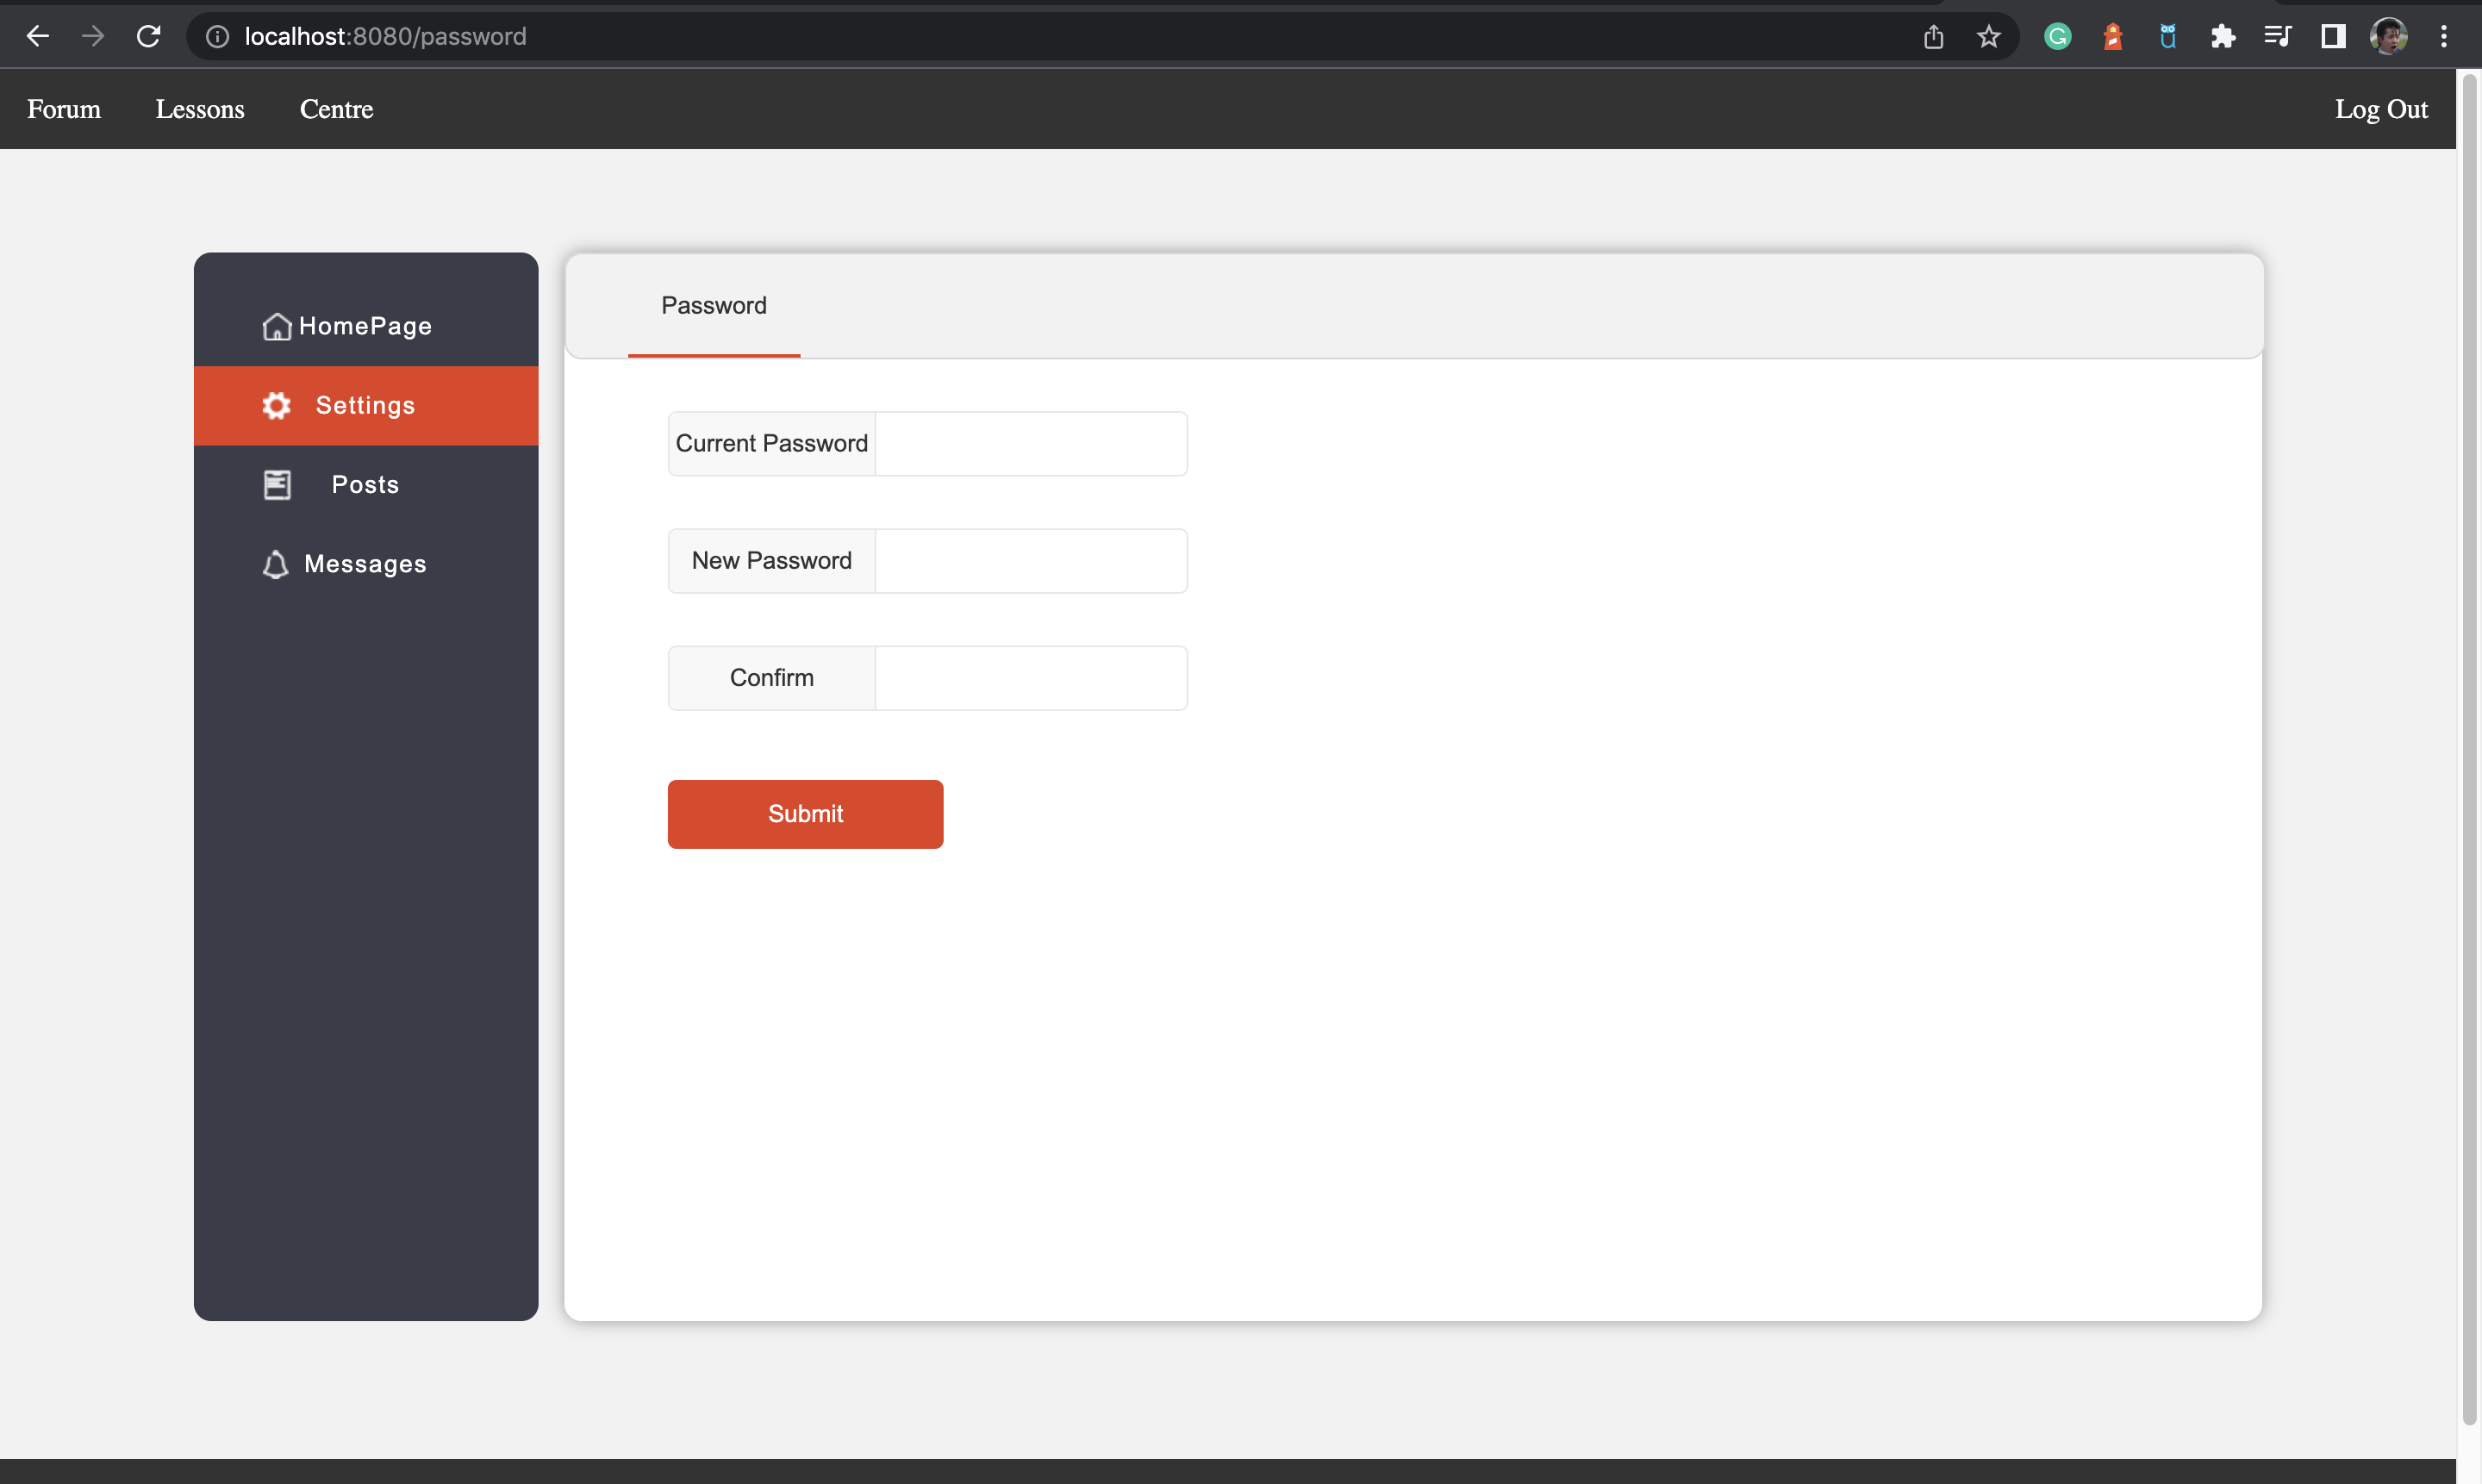 localhost:8080/password
Forum Lessons Centre Log Out
HomePage
Settings
Posts
Messages
Password
Current Password
New Password
Confirm
Submit